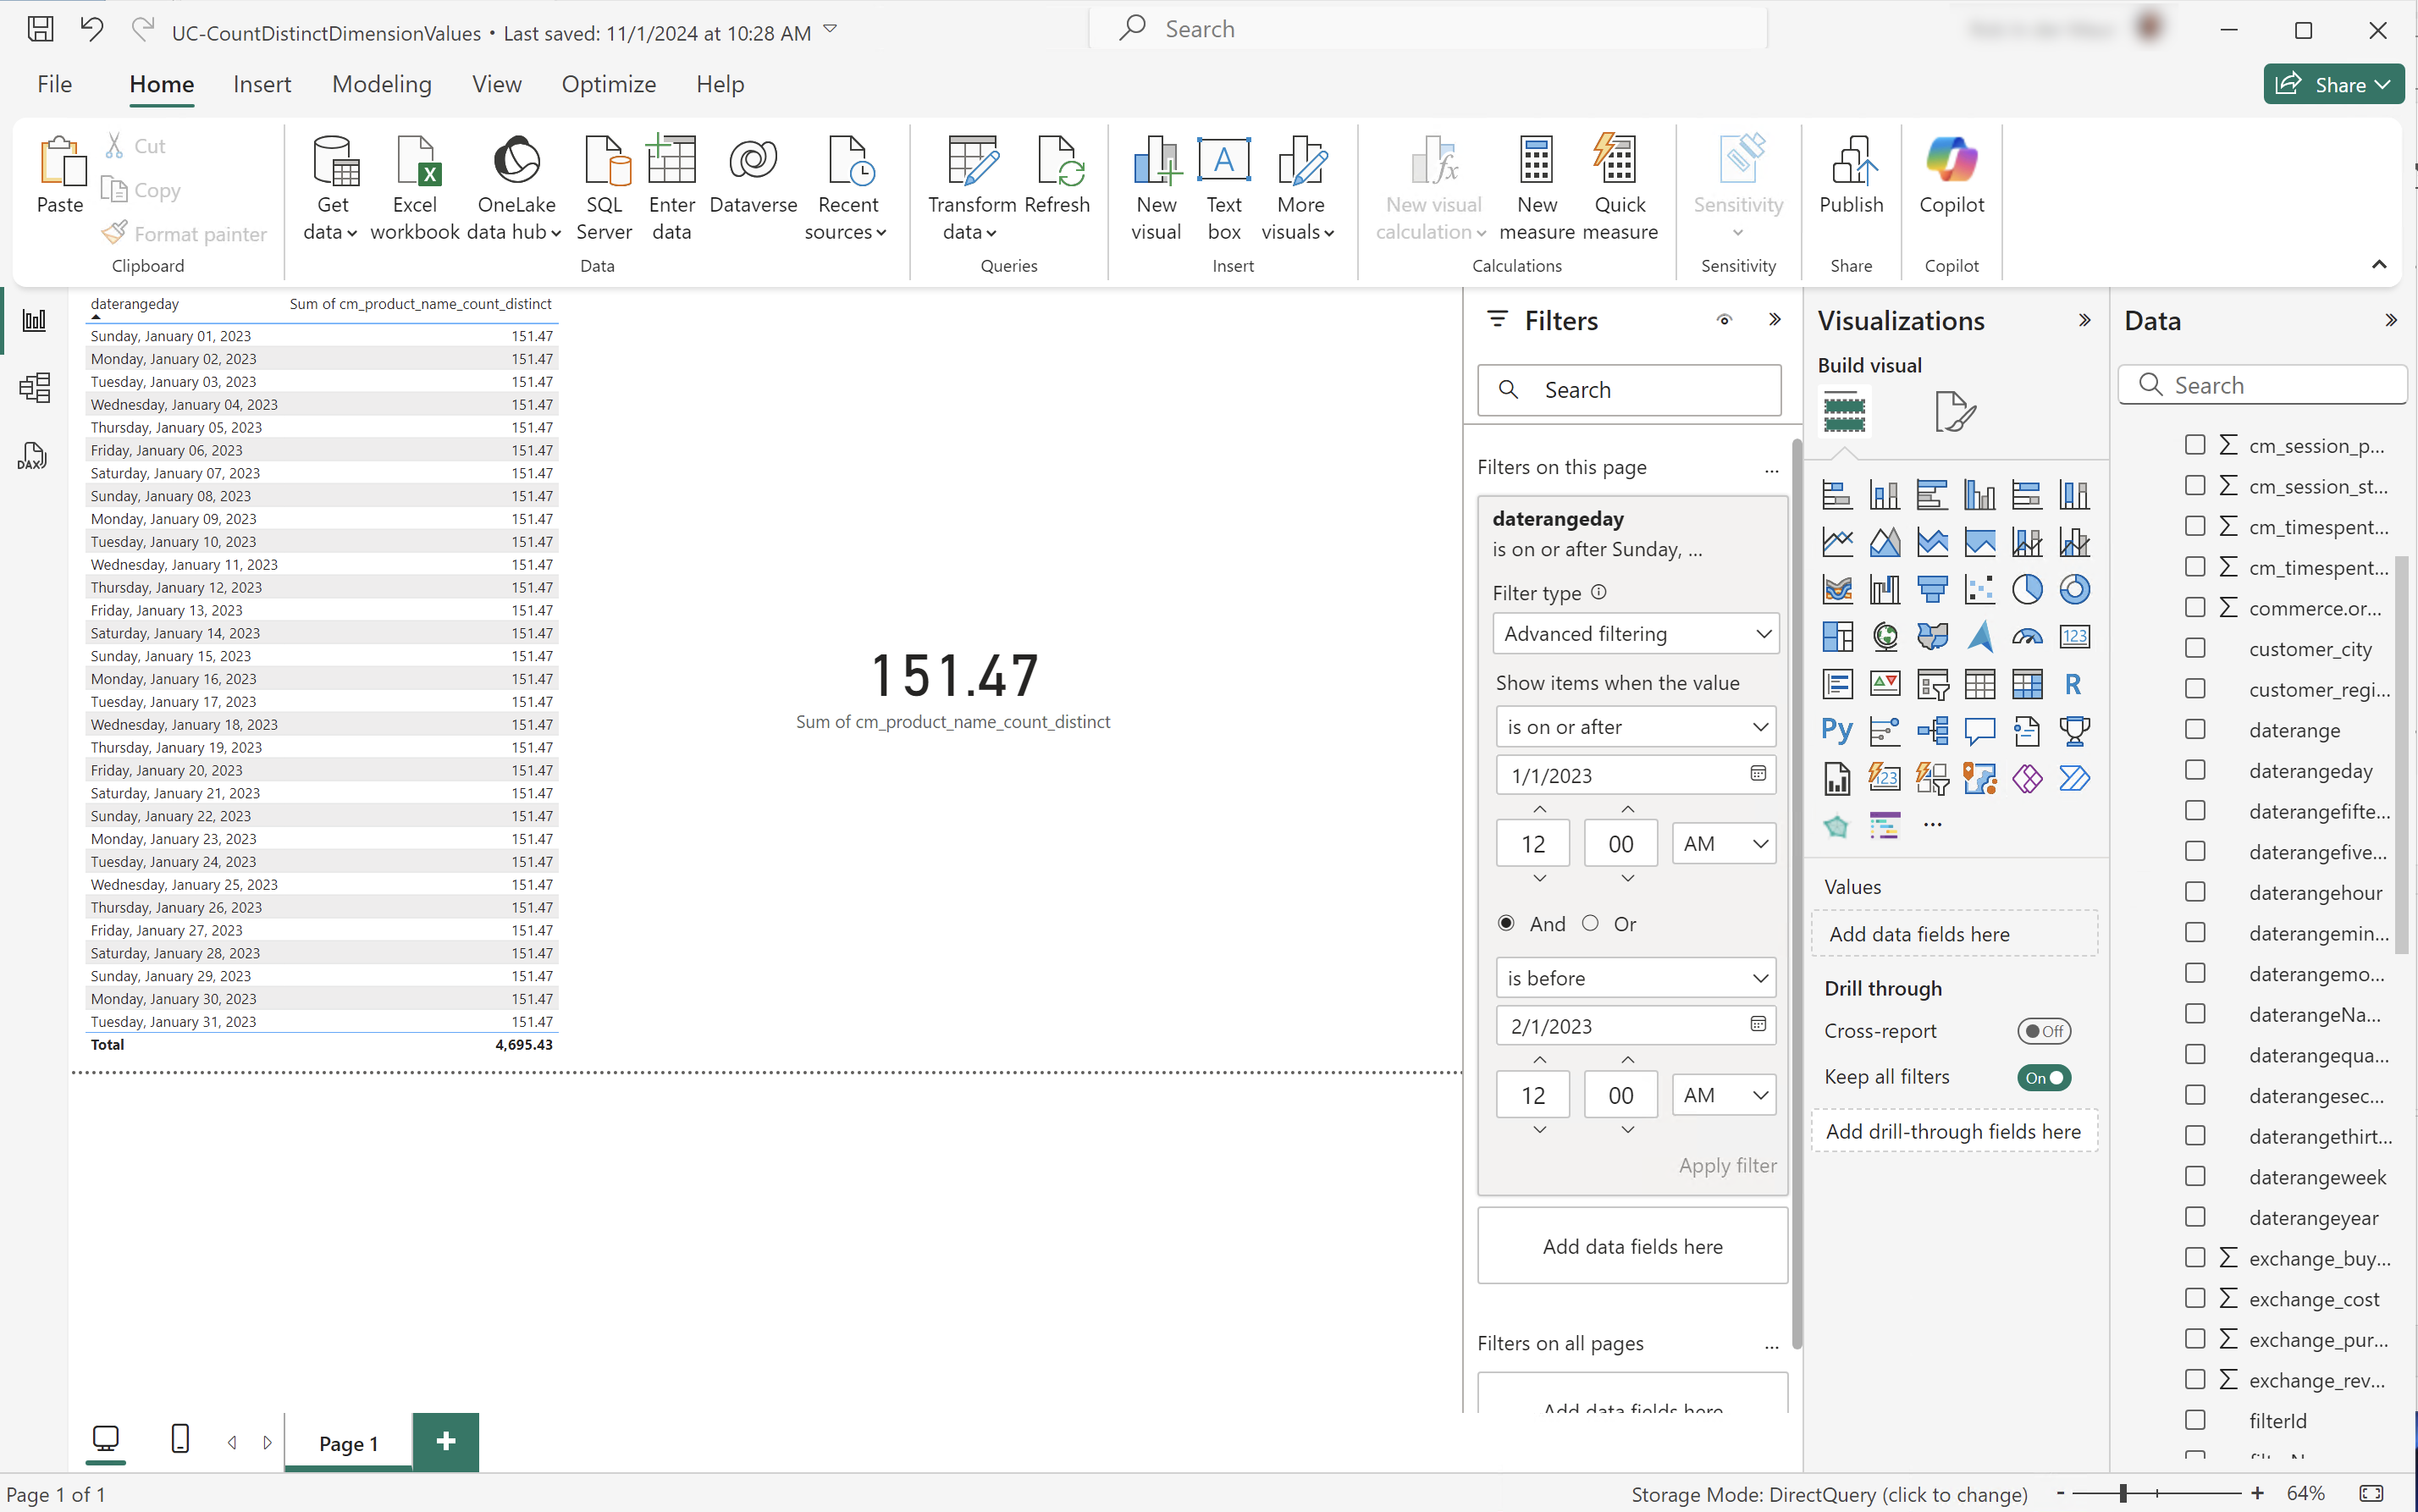 UC-CountDistinctDimensionValues • Last saved: 11/1/2024 at 10:28 AM
Search
File
Home
Insert
Modeling
View
Optimize
Help
Share
Paste
Cut
Copy
Format painter
Clipboard
Get
data
Excel
workbook
OneLake
data hub
SQL
Server
Enter
data
Dataverse
Recent
sources
Data
Transform
data
Refresh
Queries
New
visual
Text
box
More
visuals
Insert
New visual
calculation
New
measure
Quick
measure
Calculations
Sensitivity
Sensitivity
Publish
Share
Copilot
Copilot
DAX
daterangeday Sum of cm_product_name_count_distinct
Sunday, January 01, 2023 151.47
Monday, January 02, 2023 151.47
Tuesday, January 03, 2023 151.47
Wednesday, January 04, 2023 151.47
Thursday, January 05, 2023 151.47
Friday, January 06, 2023 151.47
Saturday, January 07, 2023 151.47
Sunday, January 08, 2023 151.47
Monday, January 09, 2023 151.47
Tuesday, January 10, 2023 151.47
Wednesday, January 11, 2023 151.47
Thursday, January 12, 2023 151.47
Friday, January 13, 2023 151.47
Saturday, January 14, 2023 151.47
Sunday, January 15, 2023 151.47
Monday, January 16, 2023 151.47
Tuesday, January 17, 2023 151.47
Wednesday, January 18, 2023 151.47
Thursday, January 19, 2023 151.47
Friday, January 20, 2023 151.47
Saturday, January 21, 2023 151.47
Sunday, January 22, 2023 151.47
Monday, January 23, 2023 151.47
Tuesday, January 24, 2023 151.47
Wednesday, January 25, 2023 151.47
Thursday, January 26, 2023 151.47
Friday, January 27, 2023 151.47
Saturday, January 28, 2023 151.47
Sunday, January 29, 2023 151.47
Monday, January 30, 2023 151.47
Tuesday, January 31, 2023 151.47
Total 4,695.43
151.47
Sum of cm_product_name_count_distinct
Filters
Search
Filters on this page ...
daterangeday
is on or after Sunday, ...
Filter type
Advanced filtering
Show items when the value
is on or after
1/1/2023
12 00 AM
And Or
is before
2/1/2023
12 00 AM
Apply filter
Add data fields here
Filters on all pages ...
Add data fields here
Visualizations
Build visual
123
R
Py
123
...
Values
Add data fields here
Drill through
Cross-report Off
Keep all filters On
Add drill-through fields here
Data
Search
cm_session_p...
cm_session_st...
cm_timespent...
cm_timespent...
commerce.or...
customer_city
customer_regi...
daterange
daterangeday
daterangefifte...
daterangefive...
daterangehour
daterangemin...
daterangemo...
daterangeNa...
daterangequa...
daterangesec...
daterangethirt...
daterangeweek
daterangeyear
exchange_buy...
exchange_cost
exchange_pur...
exchange_rev...
filterId
Page 1
Page 1 of 1
Storage Mode: DirectQuery (click to change)
- + 64%